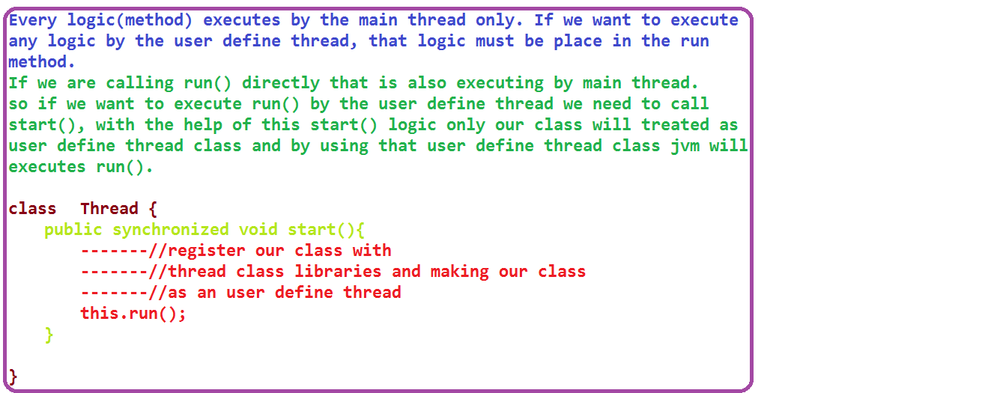 Every logic(method) executes by the main thread only. If we want to execute
any logic by the user define thread, that logic must be place in the run
method.
If we are calling run() directly that is also executing by main thread.
so if we want to execute run() by the user define thread we need to call
start(), with the help of this start() logic only our class will treated as
user define thread class and by using that user define thread class jvm will
executes run().
class Thread {
public synchronized void start(){
-------//register our class with
-------//thread class libraries and making our class
-------//as an user define thread
this.run();
}
}